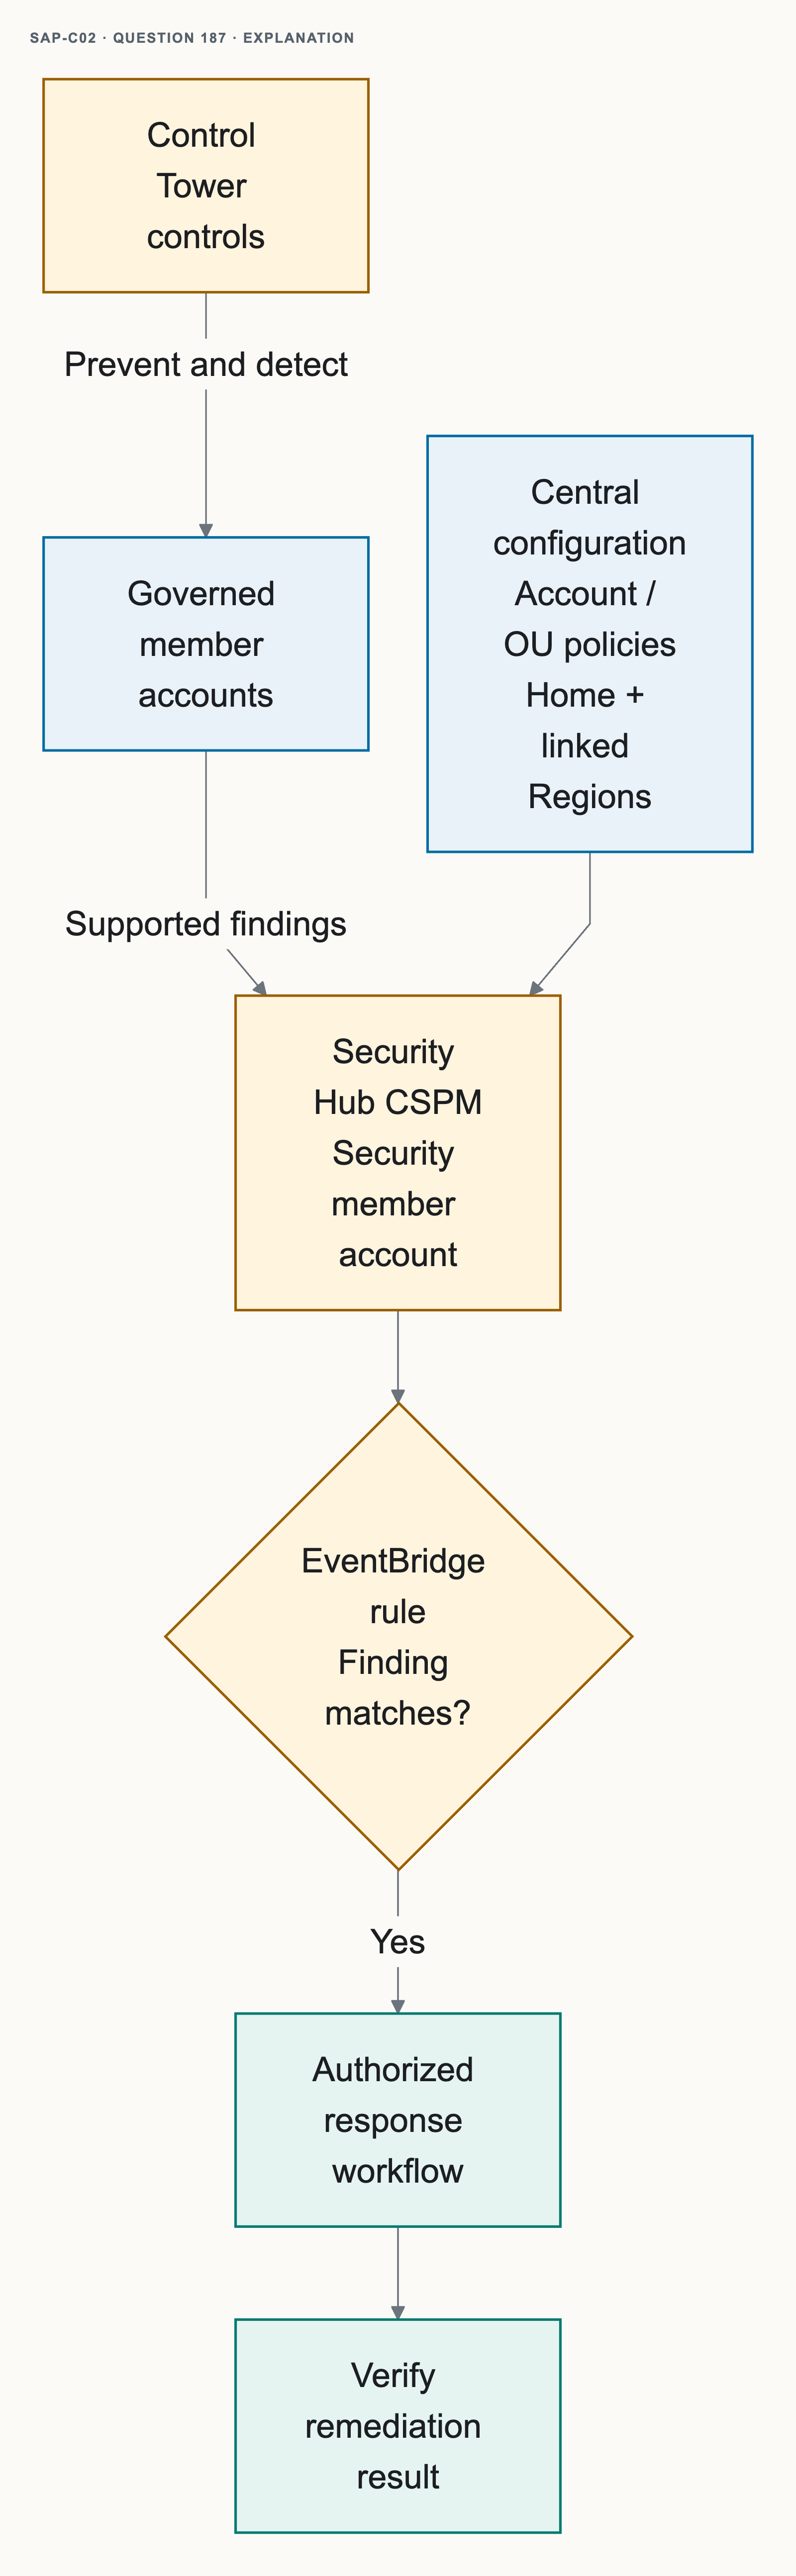 SAP-C02 · QUESTION 187 · EXPLANATION
Control
Tower
controls
Prevent and detect
Governed
member
accounts
Central
configuration
Account /
OU policies
Home +
linked
Regions
Supported findings
Security
Hub CSPM
Security
member
account
EventBridge
rule
Finding
matches?
Yes
Authorized
response
workflow
Verify
remediation
result